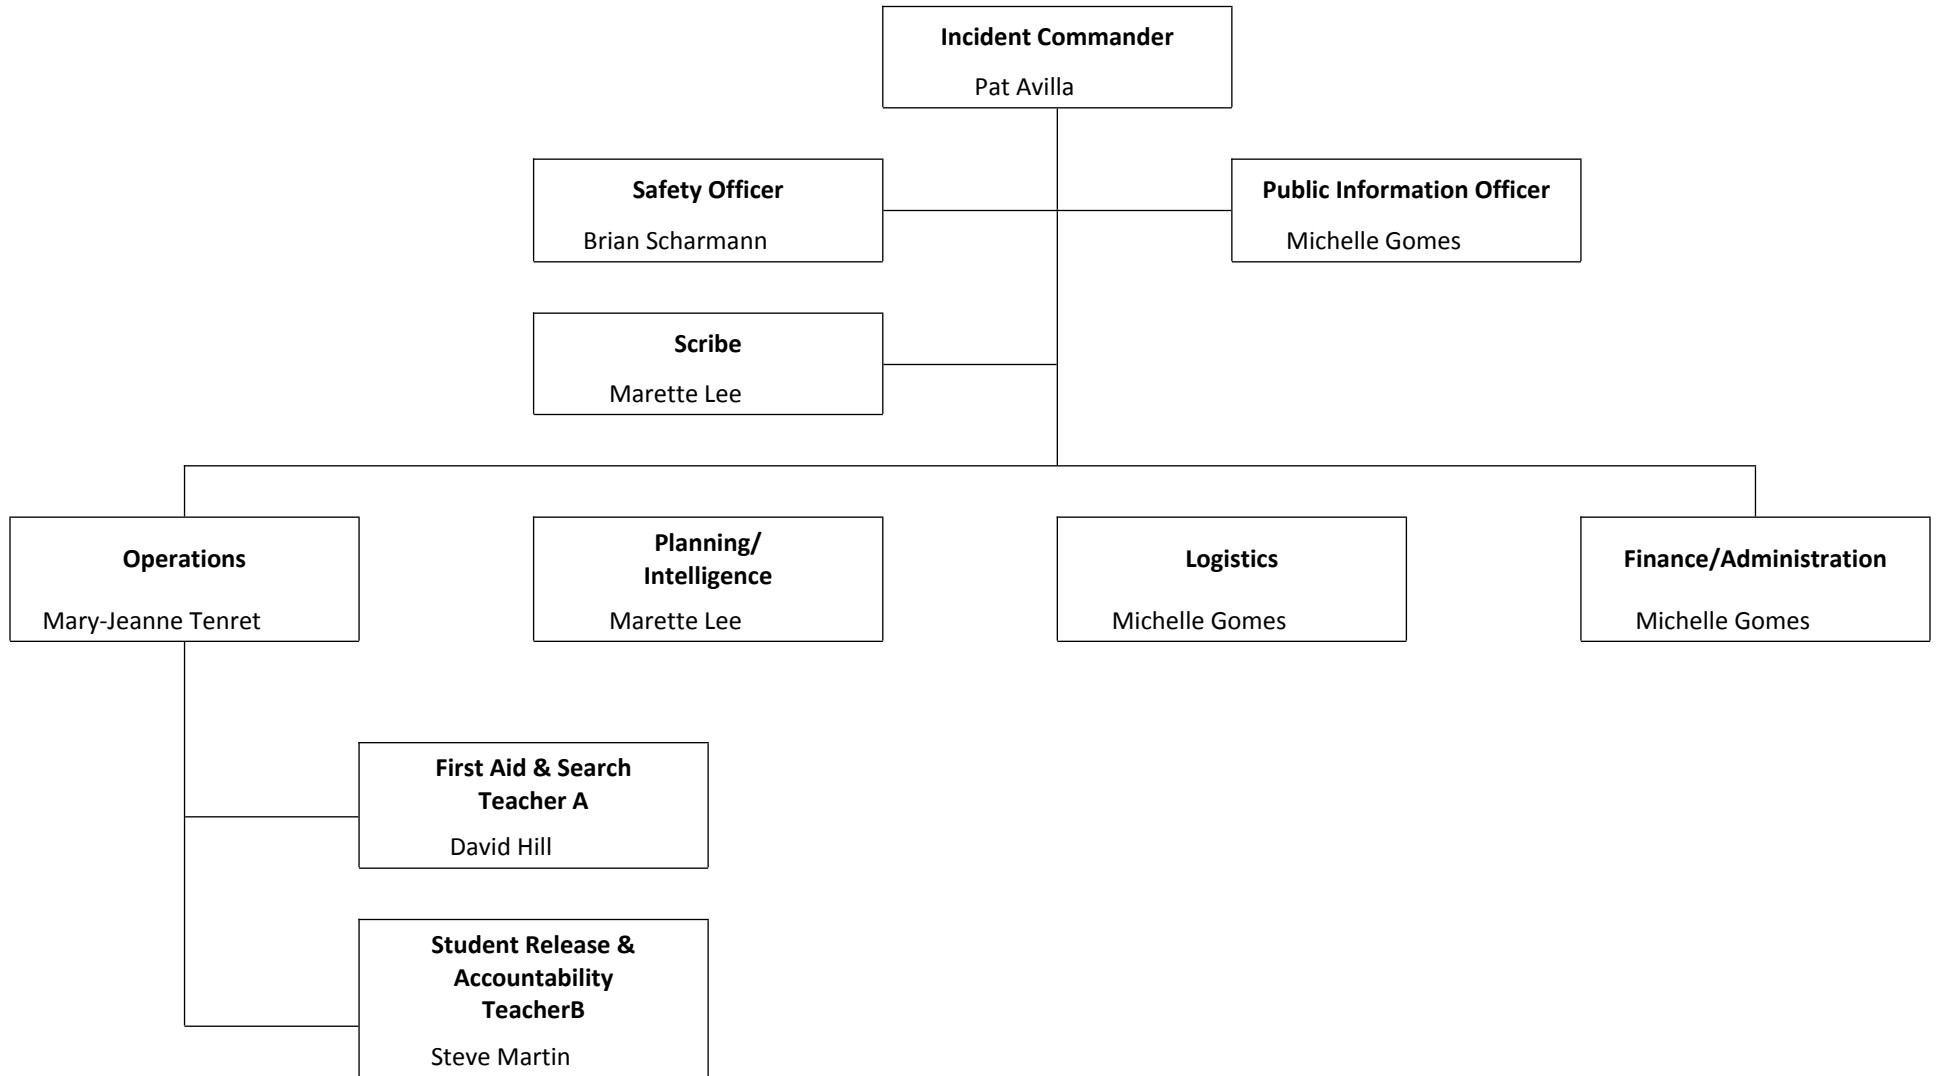 Incident Commander
Pat Avilla
Safety Officer
Brian Scharmann
Public Information Officer
Michelle Gomes
Scribe
Marette Lee
Operations
Mary-Jeanne Tenret
Planning/
Intelligence
Marette Lee
Logistics
Michelle Gomes
Finance/Administration
Michelle Gomes
First Aid & Search
Teacher A
David Hill
Student Release &
Accountability
TeacherB
Steve Martin